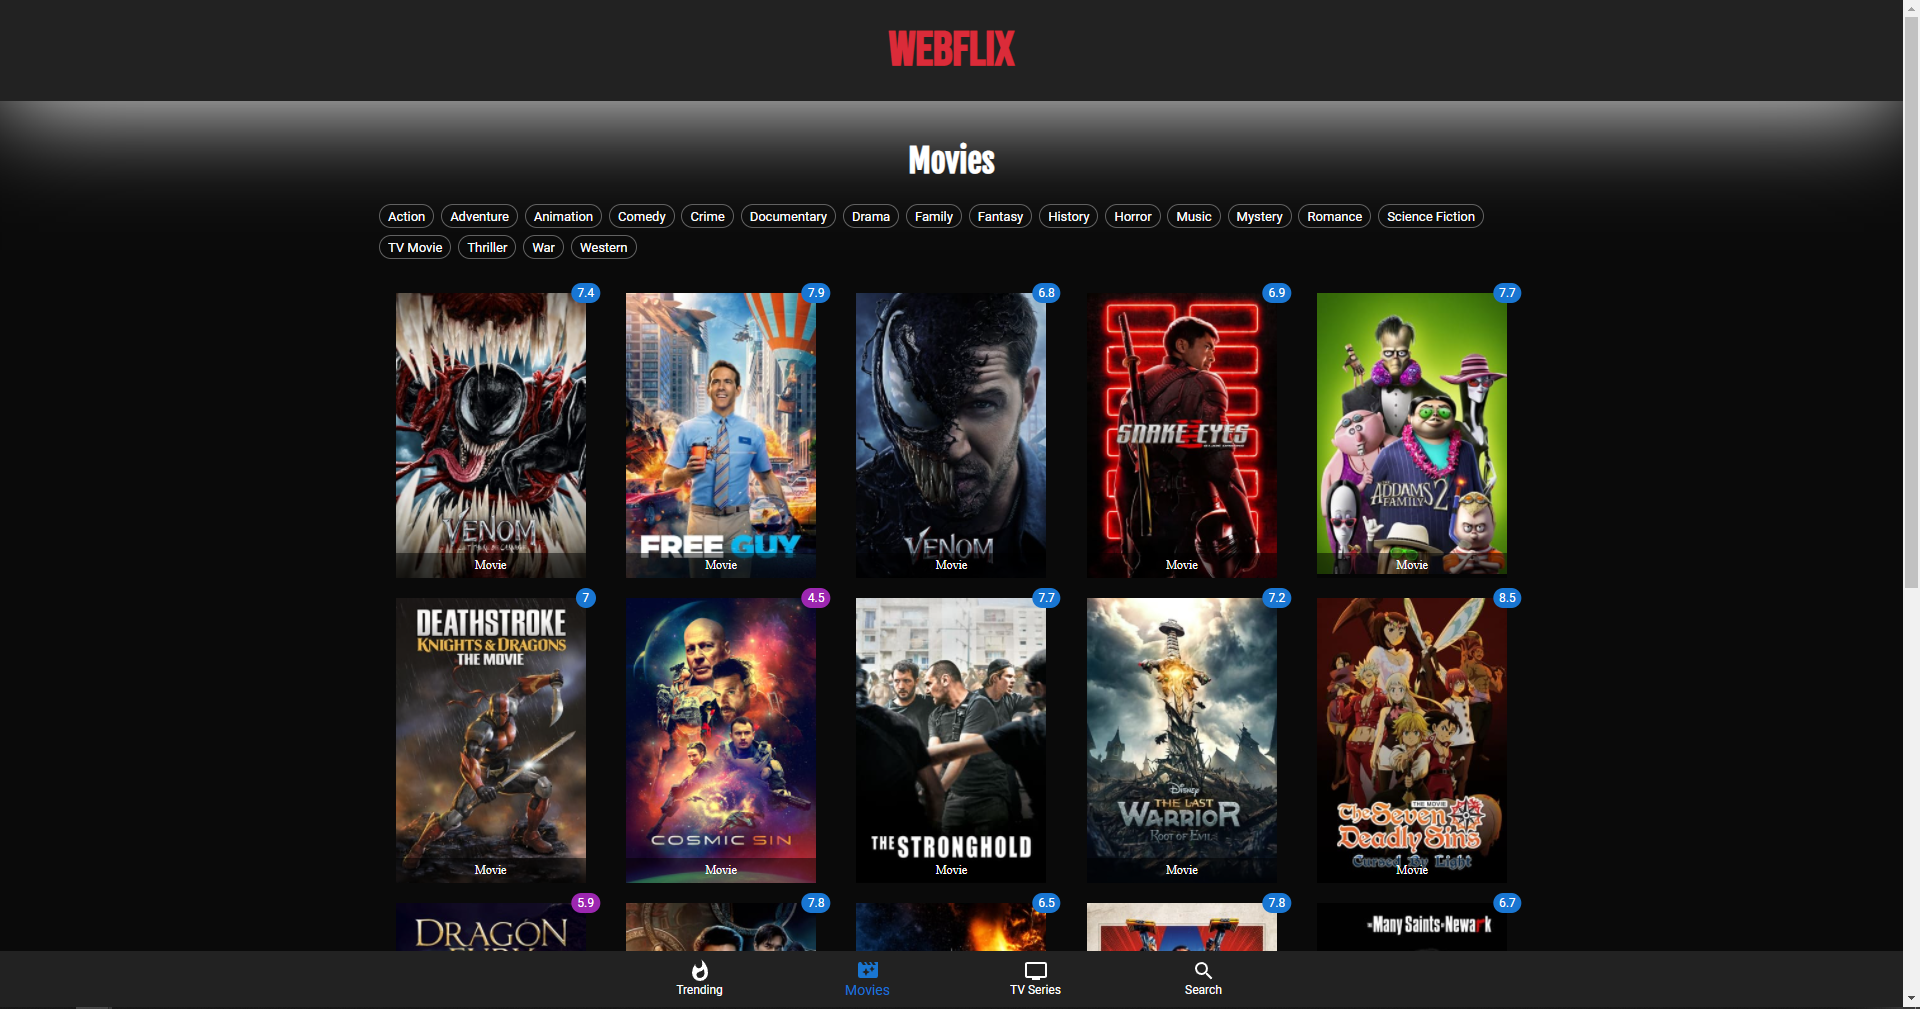 WEBFLIX
Movies
Action Adventure Animation Comedy Crime Documentary Drama Family Fantasy History Horror Music Mystery Romance Science Fiction
TV Movie Thriller War Western
7.4 7.9 6.8 6.9 7.7
SNAKE EYES
THE ADDAMS FAMILY 2
VENOM
FREE GUY
VENOM
Movie Movie Movie Movie Movie
7 4.5 7.7 7.2 8.5
DEATHSTROKE
KNIGHTS & DRAGONS
THE MOVIE
COSMIC SIN
THE STRONGHOLD
Disney
THE LAST
WARRIOR
ROOT OF EVIL
THE MOVIE
The Seven
Deadly Sins
Cursed By Light
Movie Movie Movie Movie Movie
5.9 7.8 6.5 7.8 6.7
DRAGON
Many Saints of Newark
Trending Movies TV Series Search